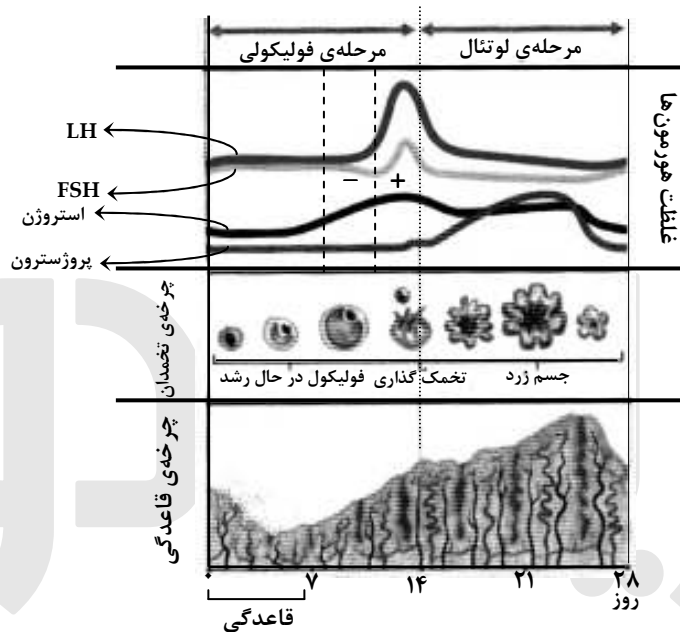 مرحله‌ی فولیکولی
مرحله‌ی لوتئال
LH
FSH
استروژن
پروژسترون
− +
غلظت هورمون‌ها
چرخه‌ی تخمدان
فولیکول در حال رشد
تخمک گذاری
جسم زرد
چرخه‌ی قاعدگی
۰ ۷ ۱۴ ۲۱ ۲۸
روز
قاعدگی